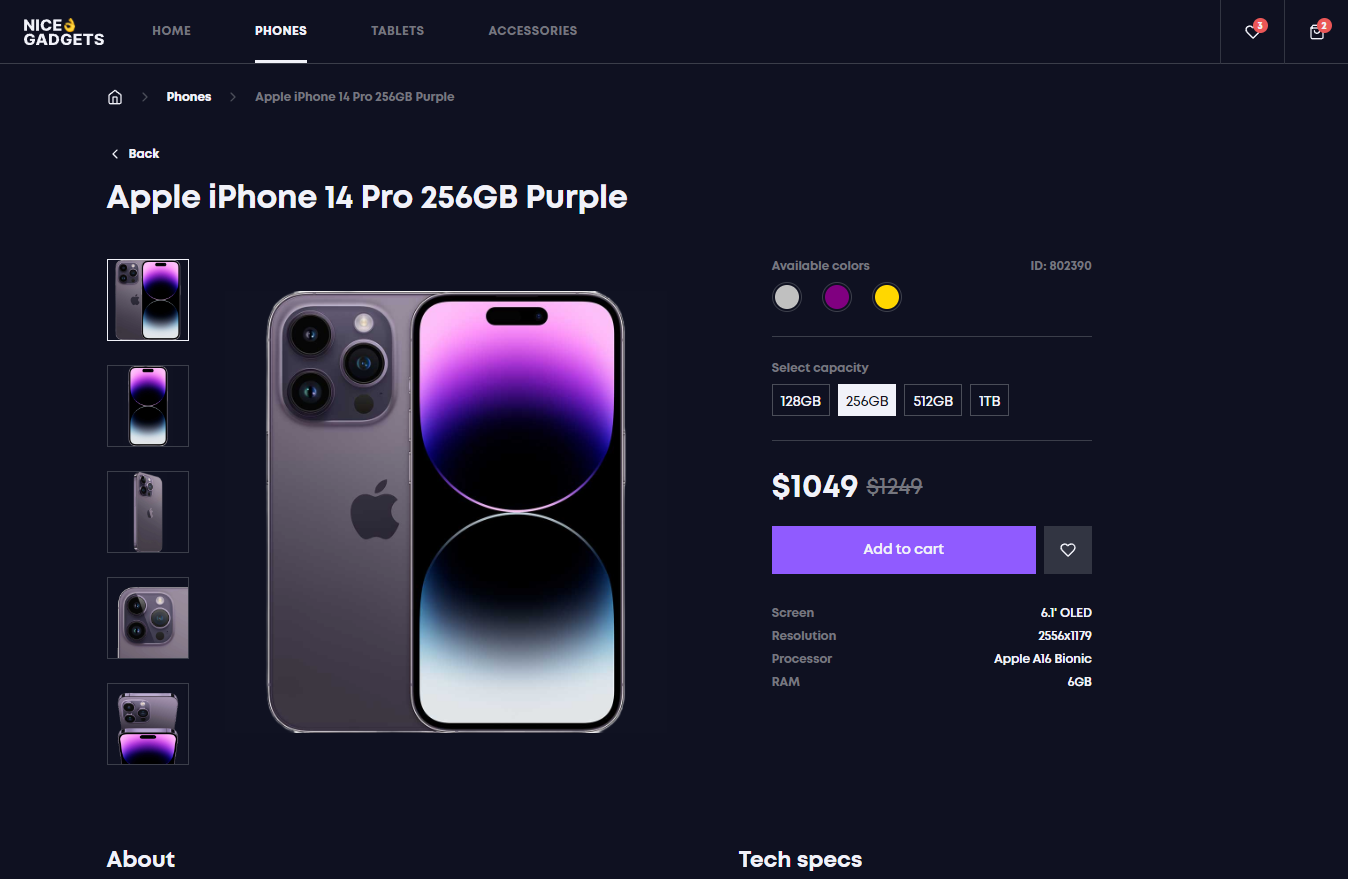 NICE👌
GADGETS
HOME
PHONES
TABLETS
ACCESSORIES
3
2
Phones
Apple iPhone 14 Pro 256GB Purple
Back
Apple iPhone 14 Pro 256GB Purple
Available colors
ID: 802390
Select capacity
128GB
256GB
512GB
1TB
$1049 $1249
Add to cart
Screen
6.1' OLED
Resolution
2556x1179
Processor
Apple A16 Bionic
RAM
6GB
About
Tech specs